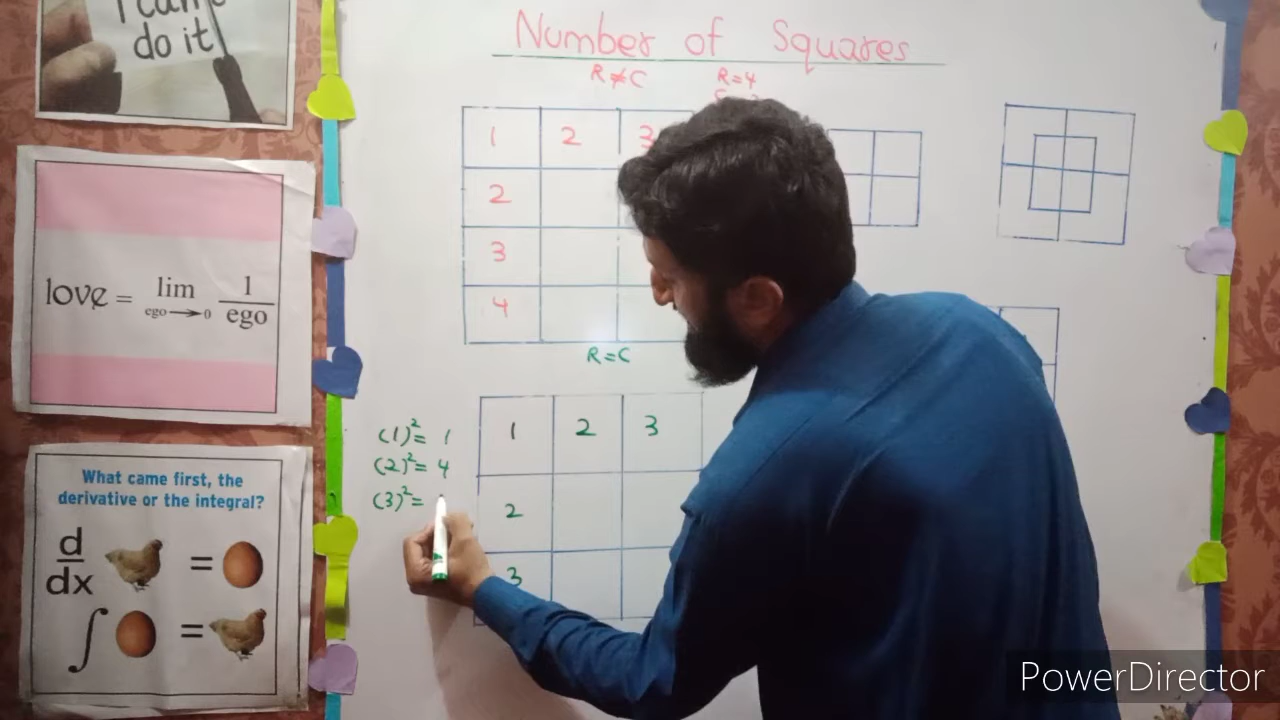 I can
do it
love = lim ego→0 1/ego
What came first, the
derivative or the integral?
d/dx =
∫ =
Number of Squares
R≠C R=4
1 2 3
2
3
4
R=C
(1)²= 1
(2)²= 4
(3)²=
1 2 3
2
3
PowerDirector